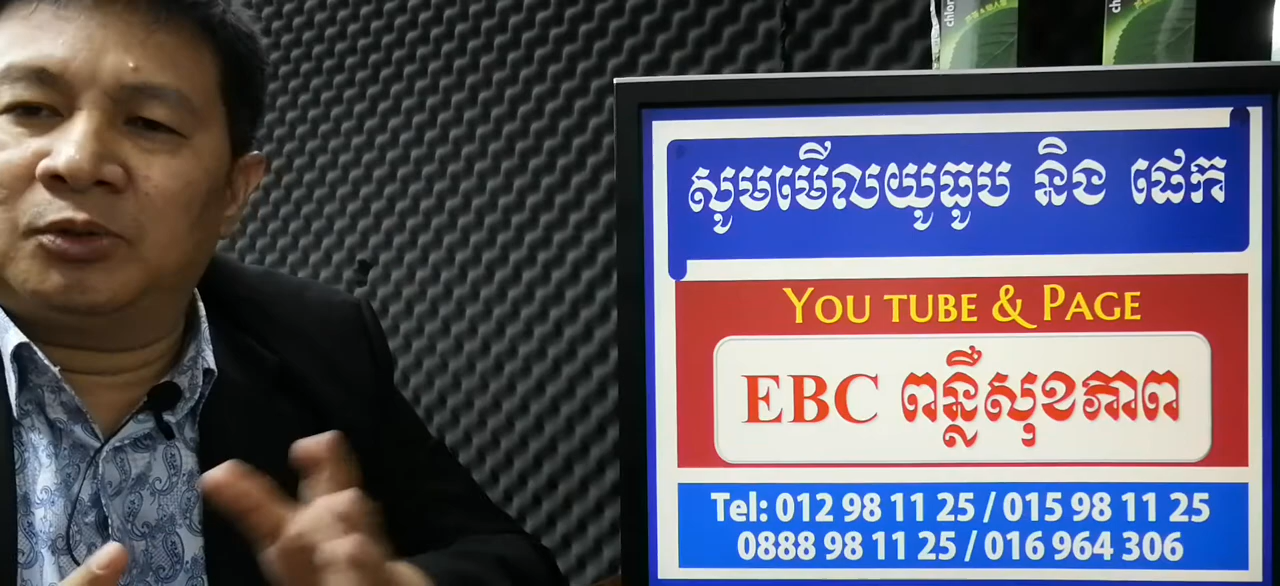 សូមមើលយូធូប និង ផេក
YOU TUBE & PAGE
EBC ពន្លឺសុខភាព
Tel: 012 98 11 25 / 015 98 11 25
0888 98 11 25 / 016 964 306